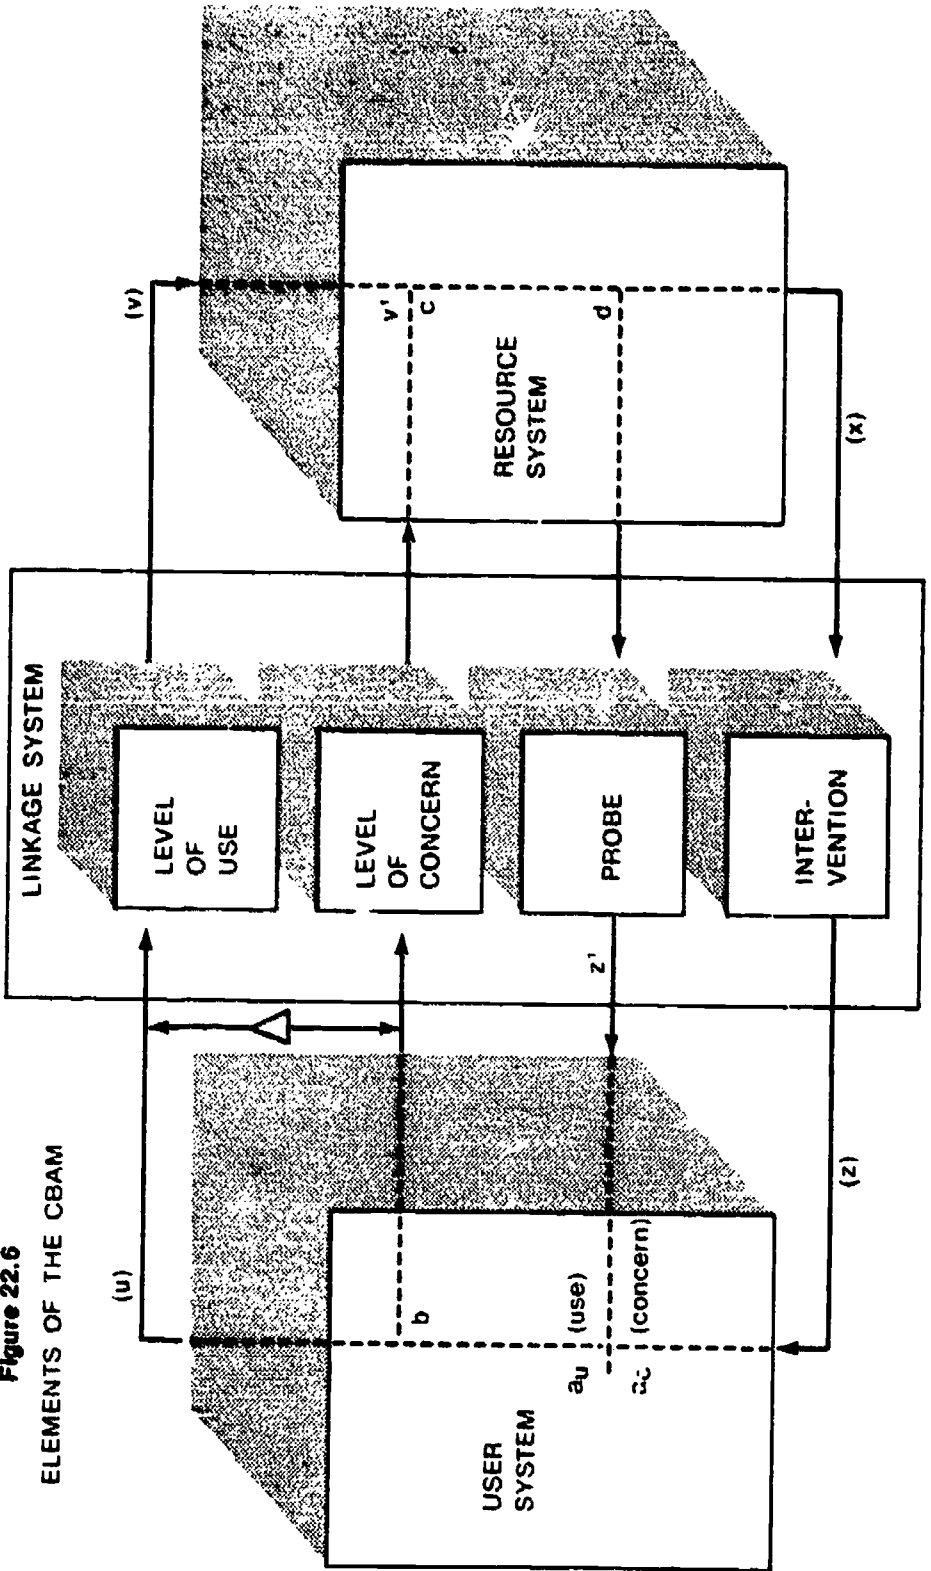 Figure 22.6
ELEMENTS OF THE CBAM
LINKAGE SYSTEM
(u)
(v)
LEVEL
OF
USE
LEVEL
OF
CONCERN
PROBE
INTER-
VENTION
USER
SYSTEM
b
au (use)
(concern)
z'
(z)
RESOURCE
SYSTEM
v'
c
d
(x)